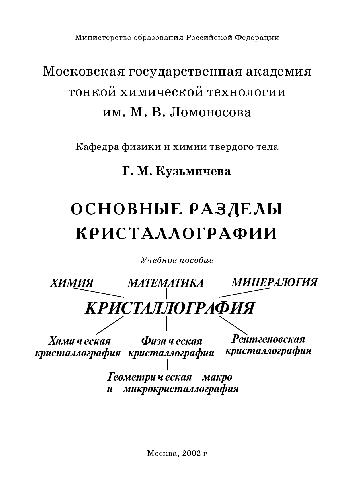 Министерство образования Российской Федерации
Московская государственная академия
тонкой химической технологии
им. М. В. Ломоносова
Кафедра физики и химии твердого тела
Г. М. Кузьмичева
ОСНОВНЫЕ РАЗДЕЛЫ
КРИСТАЛЛОГРАФИИ
Учебное пособие
ХИМИЯ МАТЕМАТИКА МИНЕРАЛОГИЯ
КРИСТАЛЛОГРАФИЯ
Химическая Физическая Рентгеновская
кристаллография кристаллография кристаллография
Геометрическая макро
и микрокристаллография
Москва, 2002 г